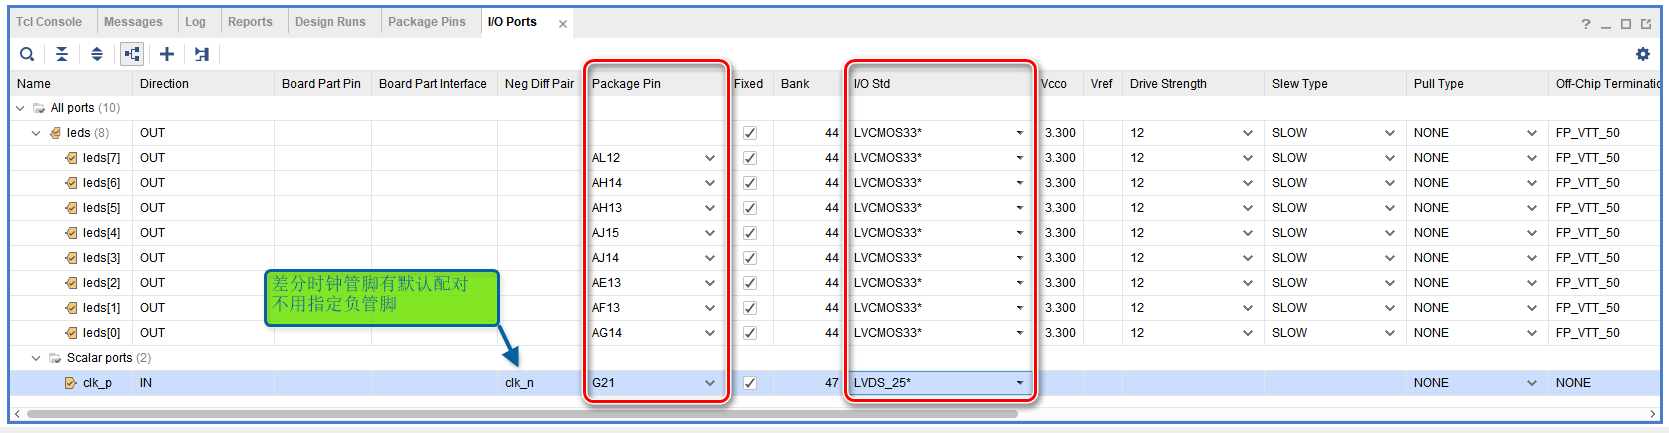 Tcl Console Messages Log Reports Design Runs Package Pins I/O Ports
Name Direction Board Part Pin Board Part Interface Neg Diff Pair Package Pin Fixed Bank I/O Std Vcco Vref Drive Strength Slew Type Pull Type Off-Chip Terminatic
All ports (10)
leds (8) OUT 44 LVCMOS33* 3.300 12 SLOW NONE FP_VTT_50
leds[7] OUT AL12 44 LVCMOS33* 3.300 12 SLOW NONE FP_VTT_50
leds[6] OUT AH14 44 LVCMOS33* 3.300 12 SLOW NONE FP_VTT_50
leds[5] OUT AH13 44 LVCMOS33* 3.300 12 SLOW NONE FP_VTT_50
leds[4] OUT AJ15 44 LVCMOS33* 3.300 12 SLOW NONE FP_VTT_50
leds[3] OUT AJ14 44 LVCMOS33* 3.300 12 SLOW NONE FP_VTT_50
leds[2] OUT AE13 44 LVCMOS33* 3.300 12 SLOW NONE FP_VTT_50
leds[1] OUT AF13 44 LVCMOS33* 3.300 12 SLOW NONE FP_VTT_50
leds[0] OUT AG14 44 LVCMOS33* 3.300 12 SLOW NONE FP_VTT_50
差分时钟管脚有默认配对
不用指定负管脚
Scalar ports (2)
clk_p IN clk_n G21 47 LVDS_25* NONE NONE